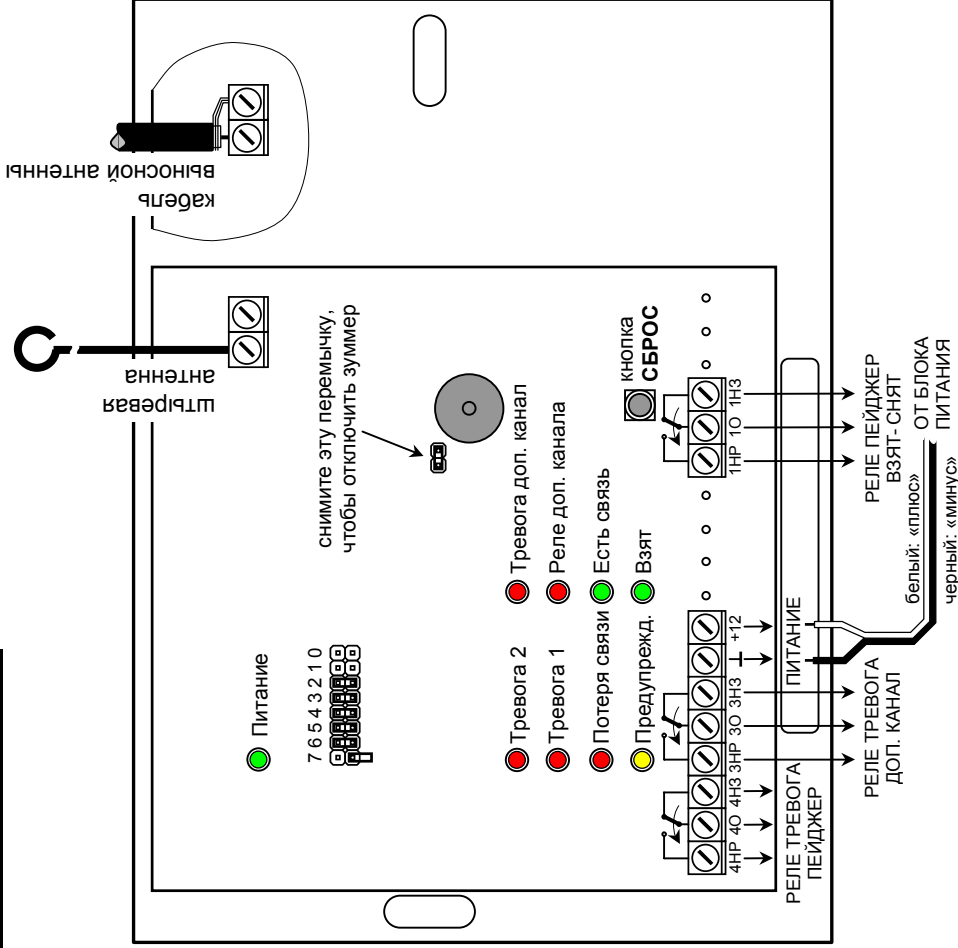 кабель
выносной антенны
штыревая
антенна
снимите эту перемычку,
чтобы отключить зуммер
Питание
7 6 5 4 3 2 1 0
Тревога 2
Тревога 1
Потеря связи
Предупрежд.
Тревога доп. канал
Реле доп. канала
Есть связь
Взят
кнопка
СБРОС
4НР 4О 4НЗ 3НР 3О 3НЗ ⊥ +12 1НР 1О 1НЗ
ПИТАНИЕ
РЕЛЕ ТРЕВОГА
ПЕЙДЖЕР
РЕЛЕ ТРЕВОГА
ДОП. КАНАЛ
РЕЛЕ ПЕЙДЖЕР
ВЗЯТ- СНЯТ
ОТ БЛОКА
ПИТАНИЯ
белый: «плюс»
черный: «минус»